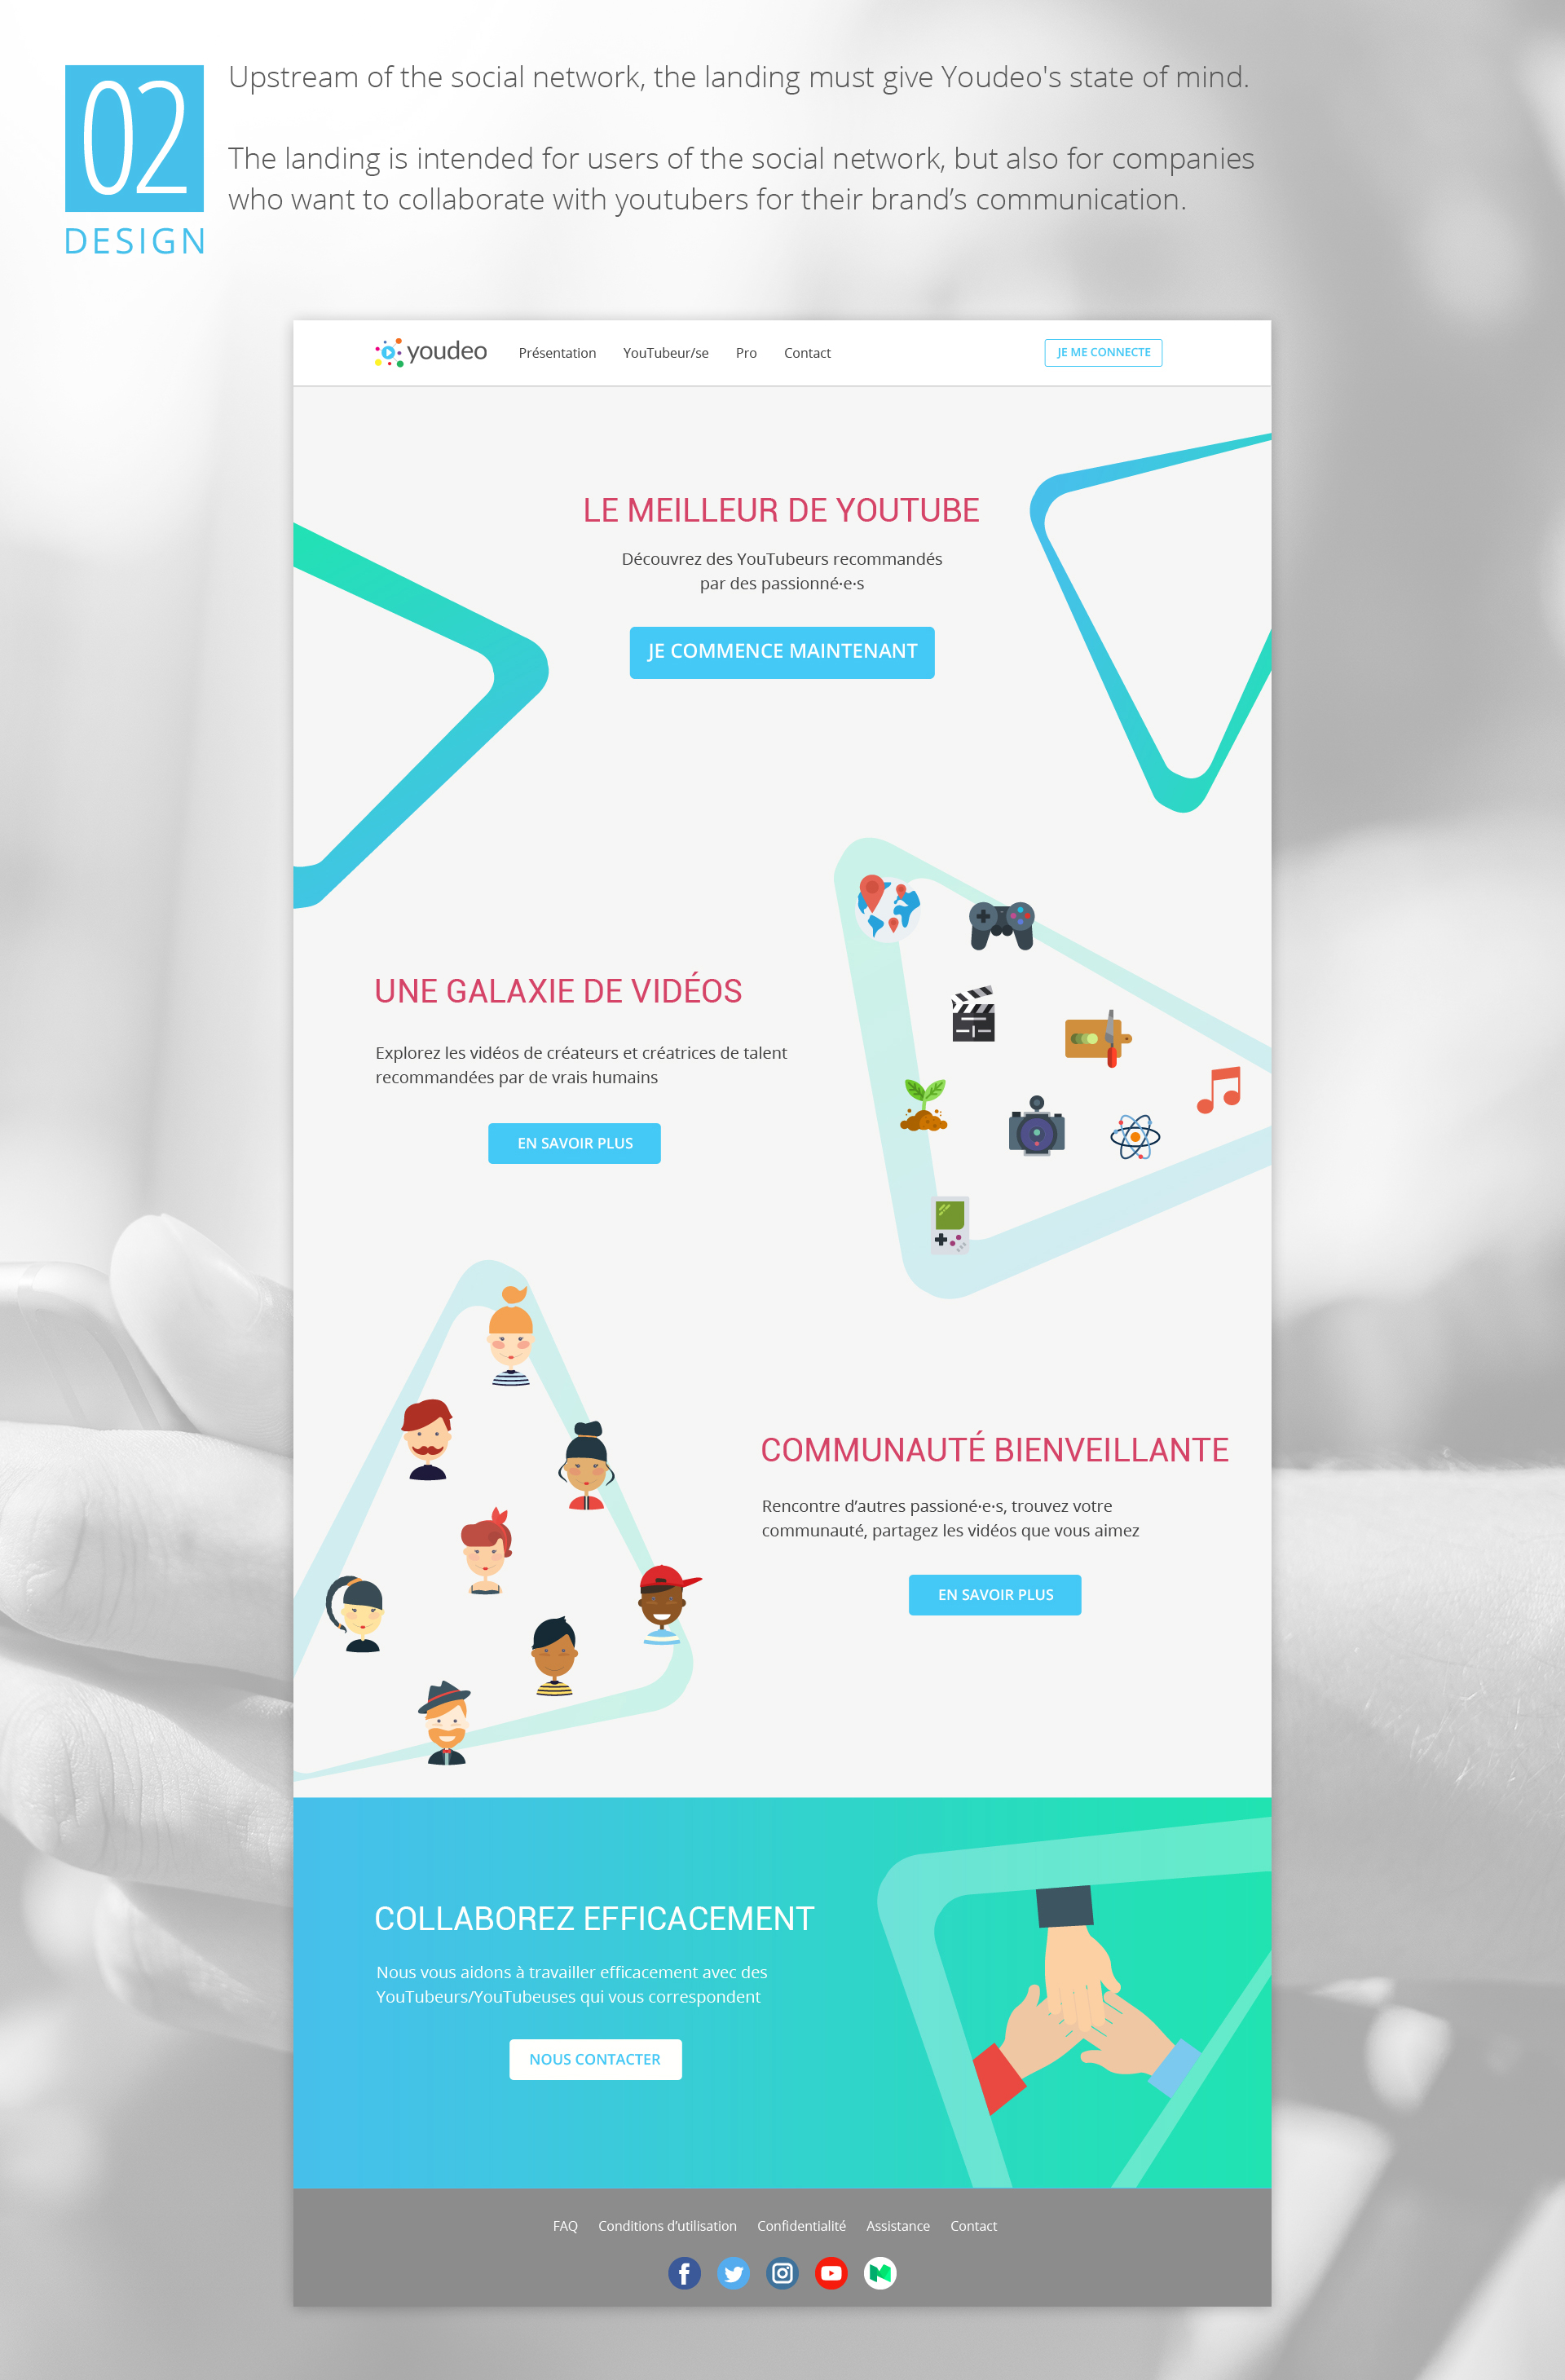 02
DESIGN
Upstream of the social network, the landing must give Youdeo's state of mind.
The landing is intended for users of the social network, but also for companies
who want to collaborate with youtubers for their brand’s communication.
youdeo Présentation YouTubeur/se Pro Contact JE ME CONNECTE
LE MEILLEUR DE YOUTUBE
Découvrez des YouTubeurs recommandés
par des passionné·e·s
JE COMMENCE MAINTENANT
UNE GALAXIE DE VIDÉOS
Explorez les vidéos de créateurs et créatrices de talent
recommandées par de vrais humains
EN SAVOIR PLUS
COMMUNAUTÉ BIENVEILLANTE
Rencontre d’autres passioné·e·s, trouvez votre
communauté, partagez les vidéos que vous aimez
EN SAVOIR PLUS
COLLABOREZ EFFICACEMENT
Nous vous aidons à travailler efficacement avec des
YouTubeurs/YouTubeuses qui vous correspondent
NOUS CONTACTER
FAQ Conditions d’utilisation Confidentialité Assistance Contact